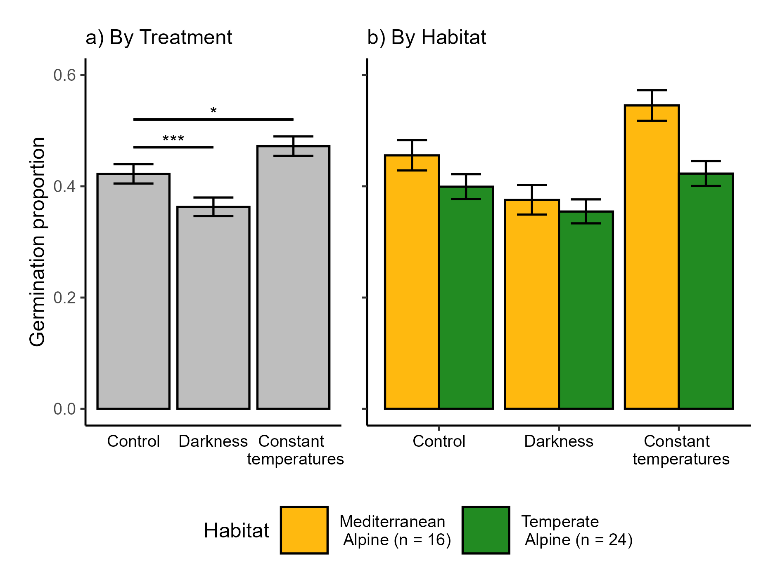 a) By Treatment
b) By Habitat
Germination proportion
0.6
0.4
0.2
0.0
*
***
Control
Darkness
Constant
temperatures
Control
Darkness
Constant
temperatures
Habitat
Mediterranean
Alpine (n = 16)
Temperate
Alpine (n = 24)